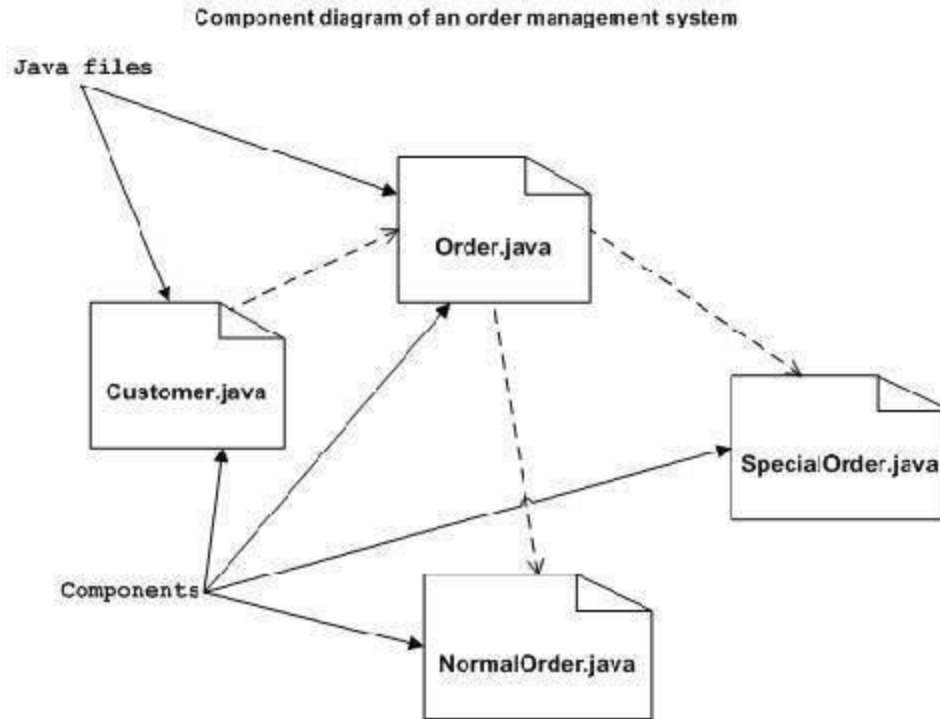 Component diagram of an order management system
Java files
Order.java
Customer.java
SpecialOrder.java
Components
NormalOrder.java